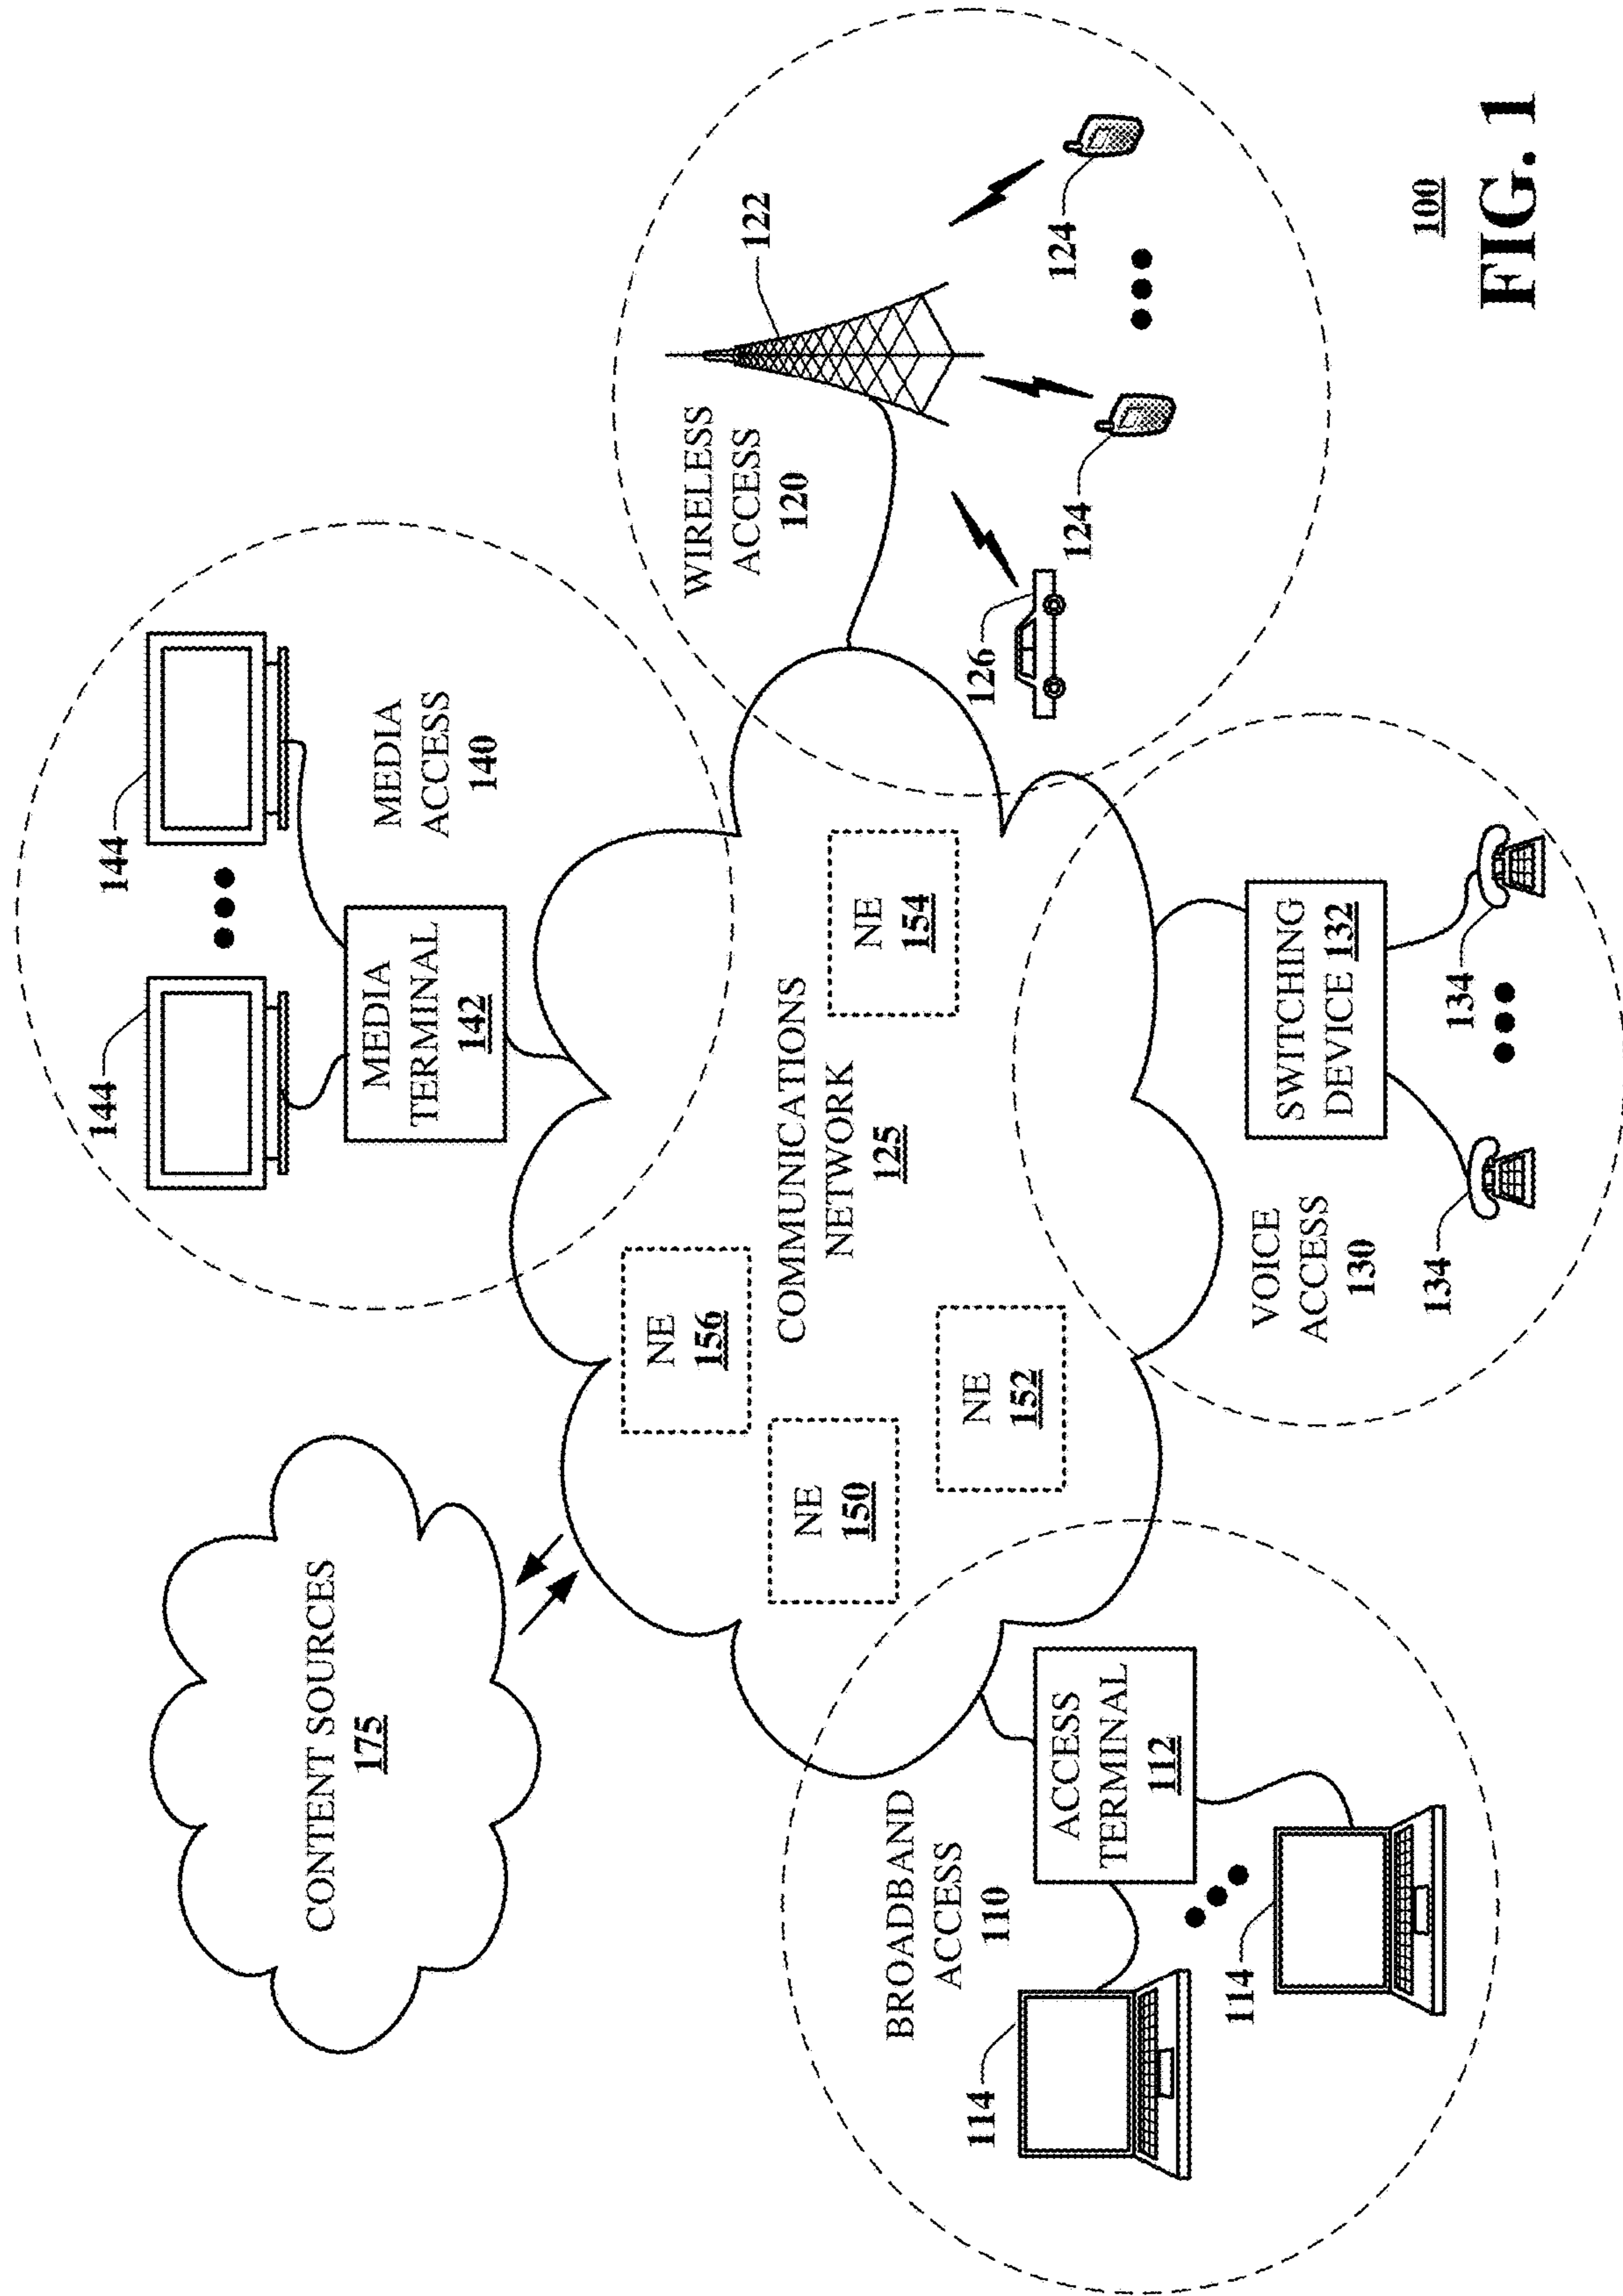 CONTENT SOURCES
175
144
144
MEDIA
TERMINAL
142
MEDIA
ACCESS
140
BROADBAND
ACCESS
110
114
114
ACCESS
TERMINAL
112
NE
150
NE
156
NE
152
COMMUNICATIONS
NETWORK
125
NE
154
WIRELESS
ACCESS
120
122
126
124
124
VOICE
ACCESS
130
SWITCHING
DEVICE 132
134
134
100
FIG. 1